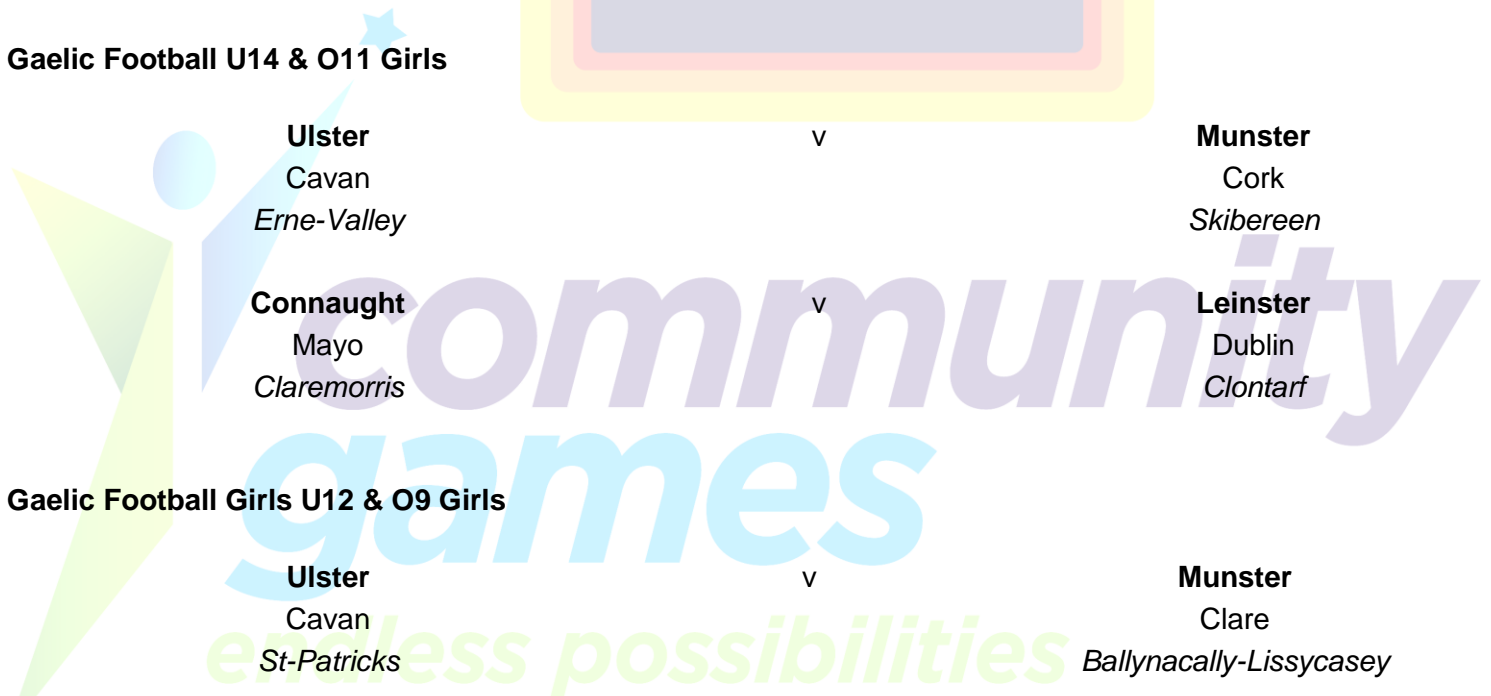 Gaelic Football U14 & O11 Girls
Ulster v Munster
Cavan Cork
Erne-Valley Skibereen
Connaught v Leinster
Mayo Dublin
Claremorris Clontarf
community
games
Gaelic Football Girls U12 & O9 Girls
Ulster v Munster
Cavan Clare
endless possibilities
St-Patricks Ballynacally-Lissycasey